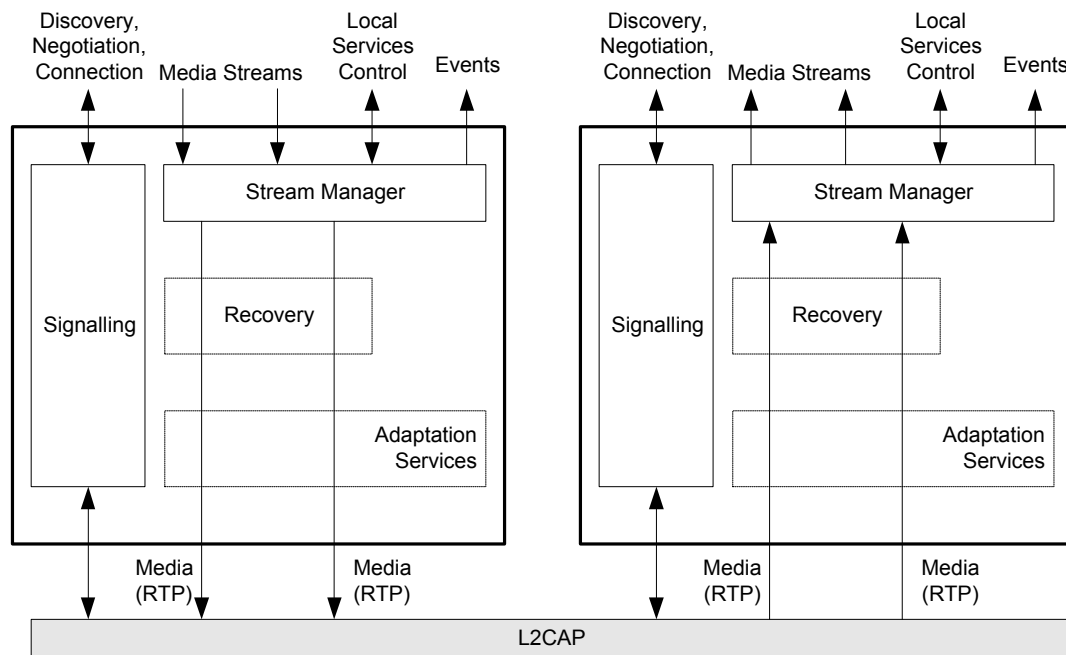 Discovery,
Negotiation,
Connection
Media Streams
Local
Services
Control
Events
Stream Manager
Signalling
Recovery
Adaptation
Services
Media
(RTP)
Media
(RTP)
Discovery,
Negotiation,
Connection
Media Streams
Local
Services
Control
Events
Stream Manager
Signalling
Recovery
Adaptation
Services
Media
(RTP)
Media
(RTP)
L2CAP